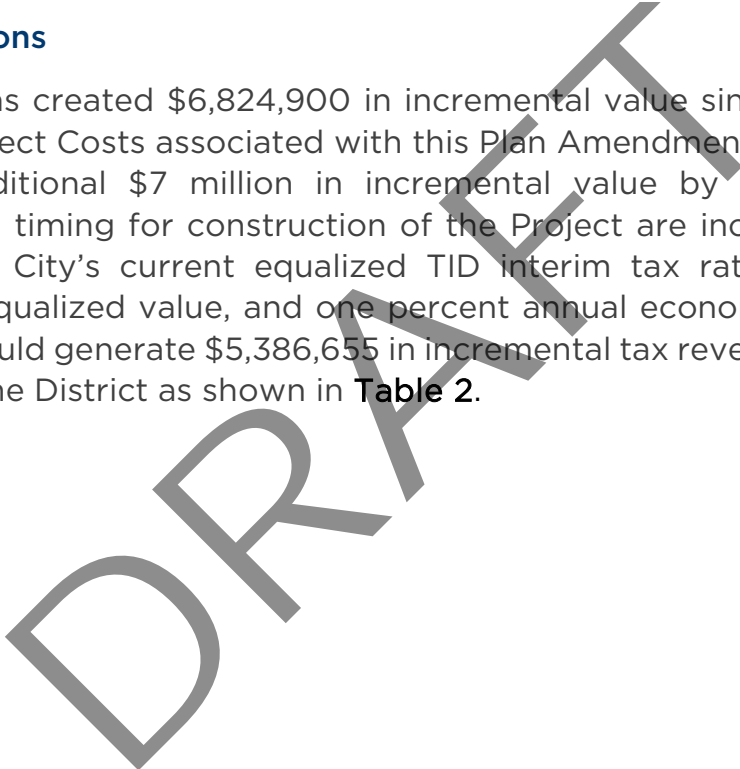 ons
as created $6,824,900 in incremental value sin
ect Costs associated with this Plan Amendmen
ditional $7 million in incremental value by
timing for construction of the Project are inc
City's current equalized TID interim tax rat
qualized value, and one percent annual econo
uld generate $5,386,655 in incremental tax reve
he District as shown in Table 2.
DRAFT